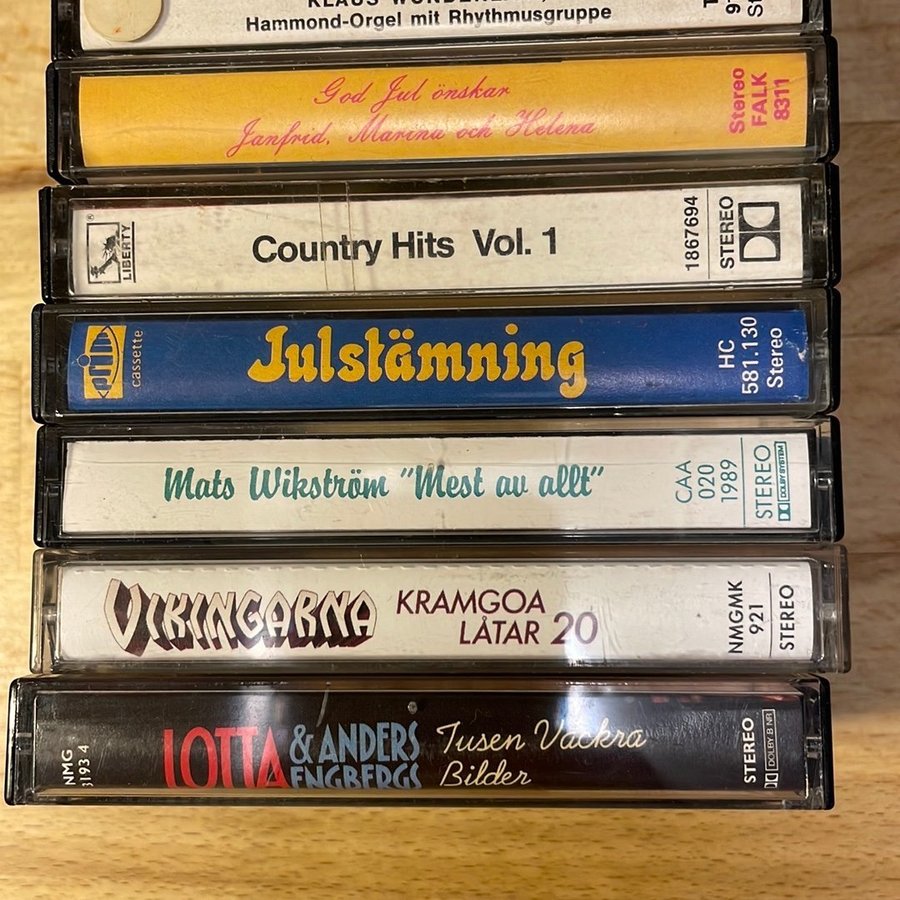 Hammond-Orgel mit Rhythmusgruppe
God Jul önskar
Janfrid, Marina och Helena
Stereo
FALK
8311
LIBERTY
Country Hits Vol. 1
1867694
STEREO
cassette
Julstämning
HC
581.130
Stereo
Mats Wikström "Mest av allt"
CAA
020
1989
STEREO
DOLBY SYSTEM
VIKINGARNA
KRAMGOA
LÅTAR 20
NMGMK
921
STEREO
NMG
LOTTA
& ANDERS
ENGBERGS
Tusen Vackra
Bilder
STEREO
DOLBY B NR